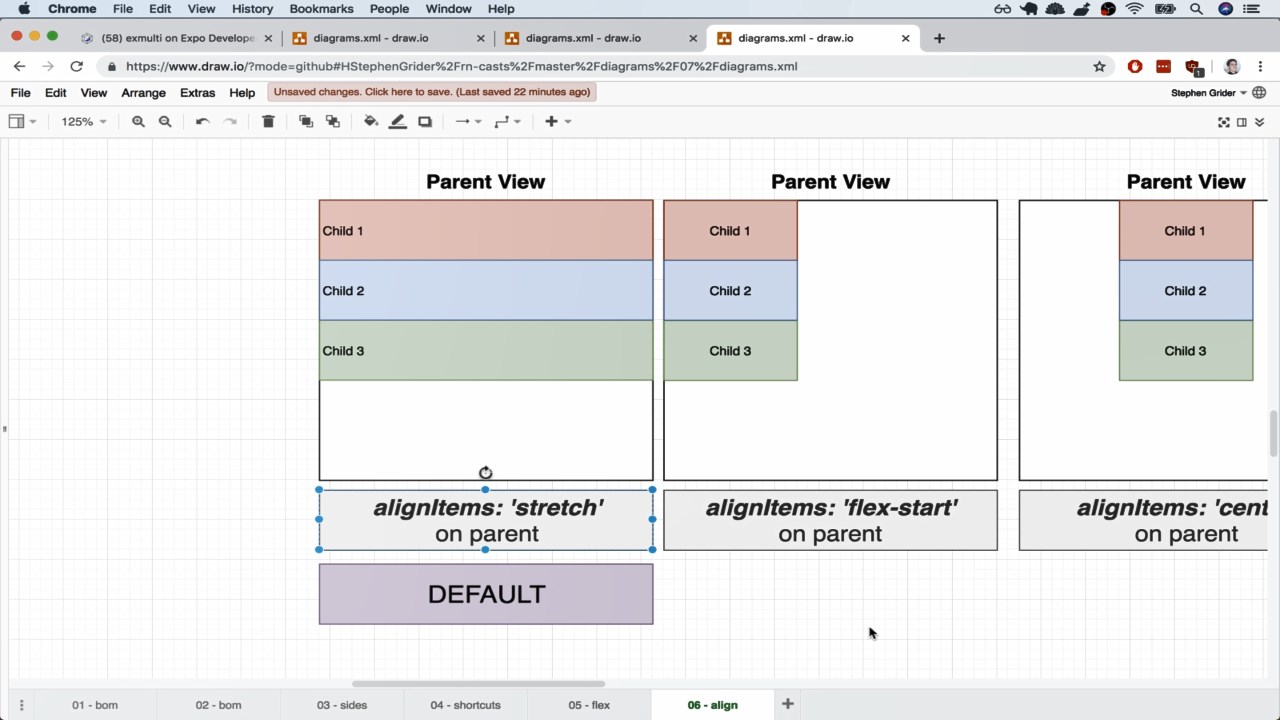 Chrome File Edit View History Bookmarks People Window Help
(58) exmulti on Expo Develope
diagrams.xml - draw.io
diagrams.xml - draw.io
diagrams.xml - draw.io
https://www.draw.io/?mode=github#HStephenGrider%2Frn-casts%2Fmaster%2Fdiagrams%2F07%2Fdiagrams.xml
1
File Edit View Arrange Extras Help Unsaved changes. Click here to save. (Last saved 22 minutes ago) Stephen Grider
125%
Parent View Parent View Parent View
Child 1 Child 1 Child 1
Child 2 Child 2 Child 2
Child 3 Child 3 Child 3
alignItems: 'stretch' alignItems: 'flex-start' alignItems: 'cent
on parent on parent on parent
DEFAULT
01 - bom 02 - bom 03 - sides 04 - shortcuts 05 - flex 06 - align